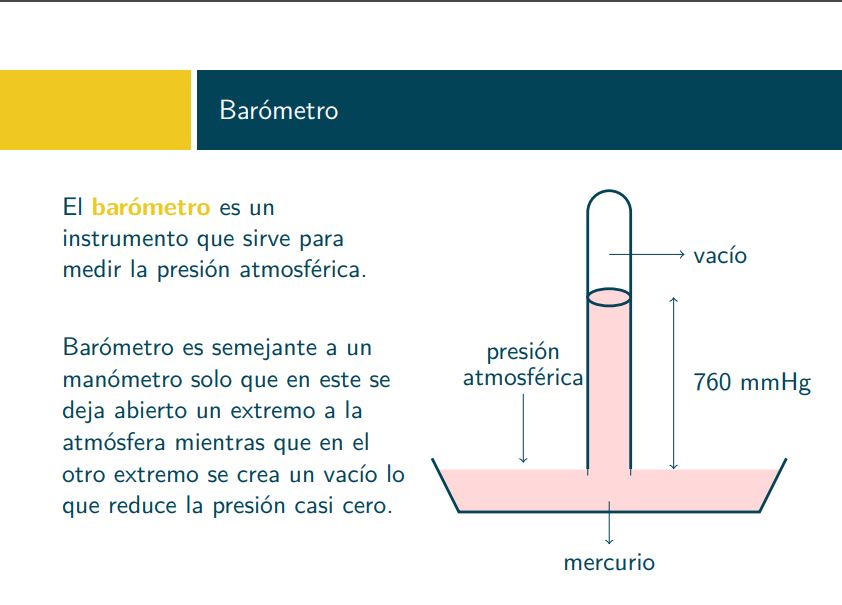 Barómetro
El barómetro es un
instrumento que sirve para
medir la presión atmosférica.
Barómetro es semejante a un
manómetro solo que en este se
deja abierto un extremo a la
atmósfera mientras que en el
otro extremo se crea un vacío lo
que reduce la presión casi cero.
vacío
presión
atmosférica
760 mmHg
mercurio